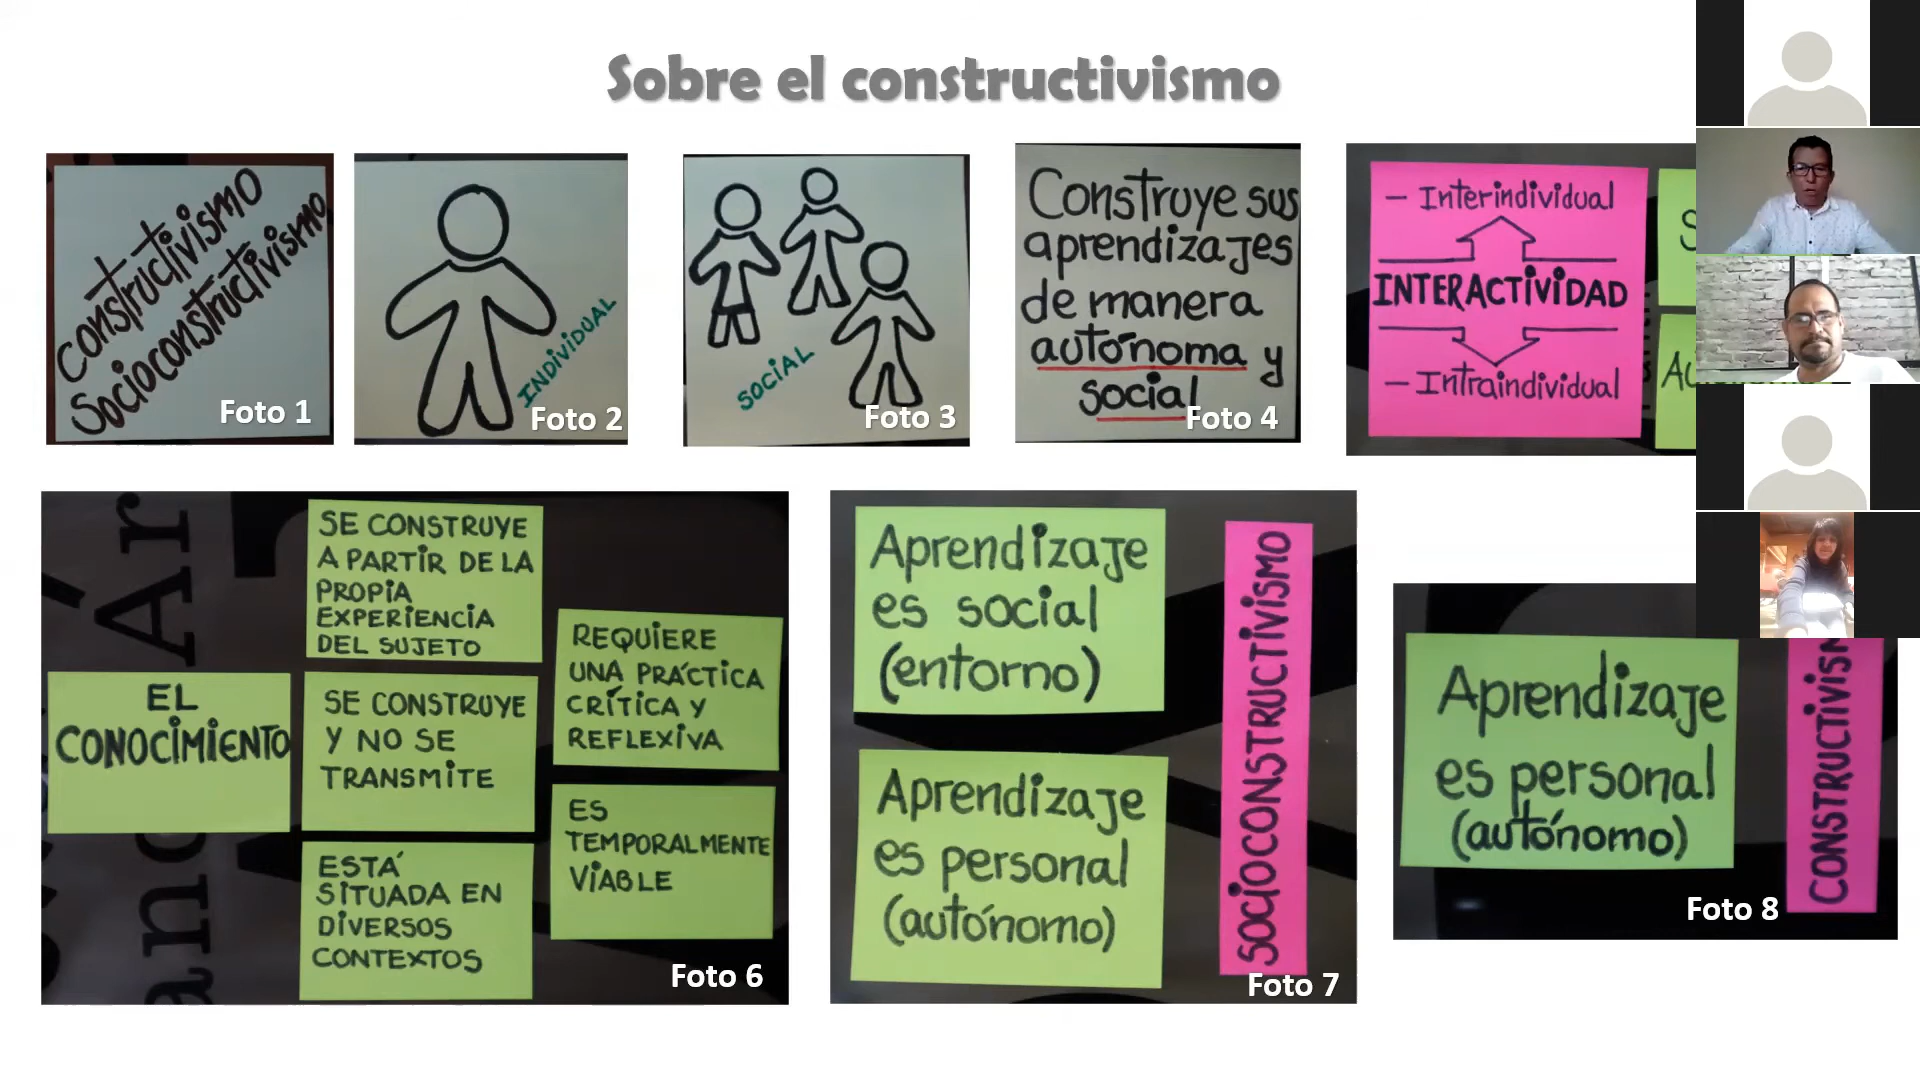 Sobre el constructivismo
Constructivismo
Socioconstructivismo
Foto 1
INDIVIDUAL
Foto 2
SOCIAL
Foto 3
Construye sus
aprendizajes
de manera
autónoma y
social
Foto 4
- Interindividual
INTERACTIVIDAD
- Intraindividual
EL
CONOCIMIENTO
SE CONSTRUYE
A PARTIR DE LA
PROPIA
EXPERIENCIA
DEL SUJETO
SE CONSTRUYE
Y NO SE
TRANSMITE
ESTÁ
SITUADA EN
DIVERSOS
CONTEXTOS
REQUIERE
UNA PRÁCTICA
CRÍTICA Y
REFLEXIVA
ES
TEMPORALMENTE
VIABLE
Foto 6
Aprendizaje
es social
(entorno)
Aprendizaje
es personal
(autónomo)
SOCIOCONSTRUCTIVISMO
Foto 7
Aprendizaje
es personal
(autónomo)
CONSTRUCTIVISM
Foto 8